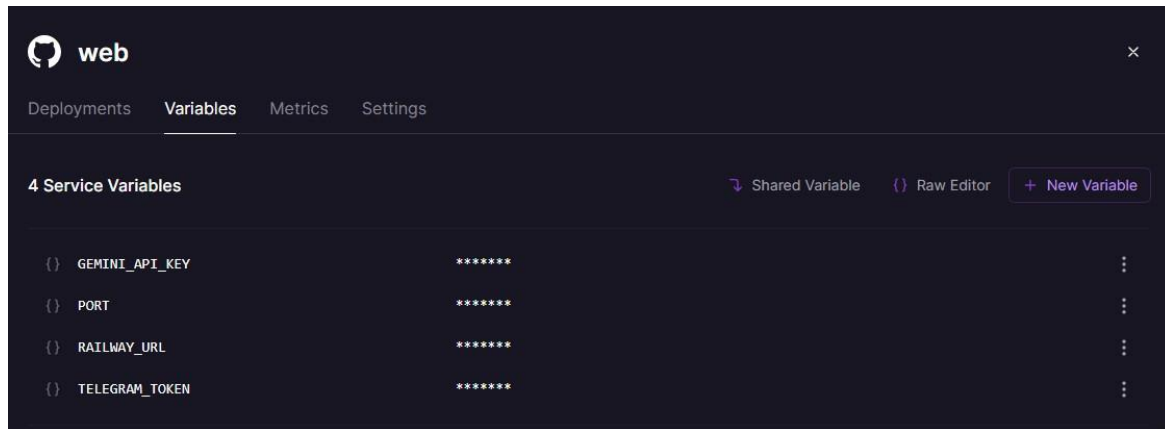 web ×
Deployments Variables Metrics Settings
4 Service Variables Shared Variable {} Raw Editor + New Variable
{} GEMINI_API_KEY *******
{} PORT *******
{} RAILWAY_URL *******
{} TELEGRAM_TOKEN *******